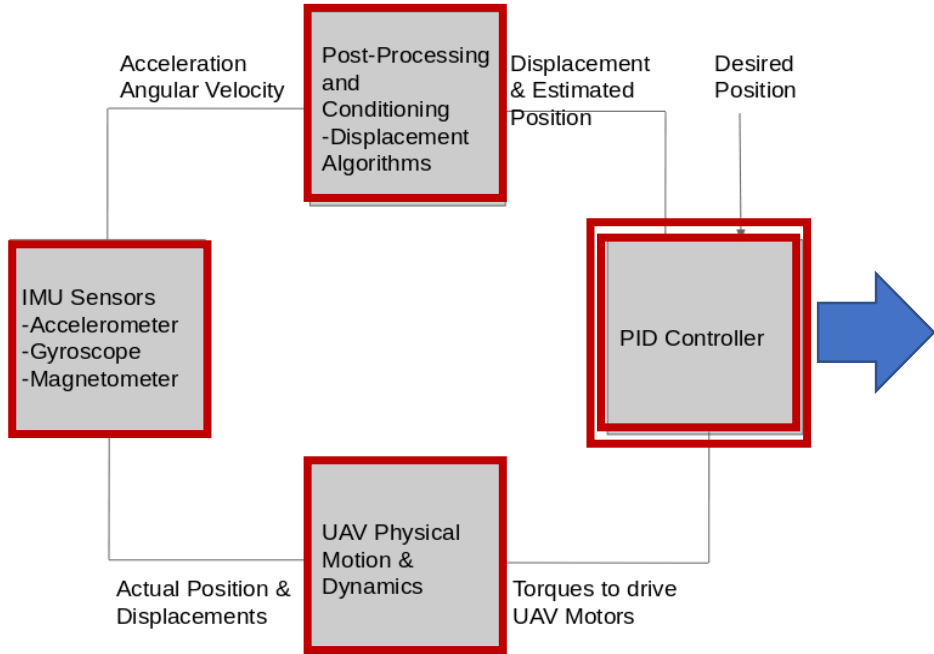 Acceleration
Angular Velocity
Post-Processing
and
Conditioning
-Displacement
Algorithms
Displacement
& Estimated
Position
Desired
Position
IMU Sensors
-Accelerometer
-Gyroscope
-Magnetometer
PID Controller
UAV Physical
Motion &
Dynamics
Actual Position &
Displacements
Torques to drive
UAV Motors